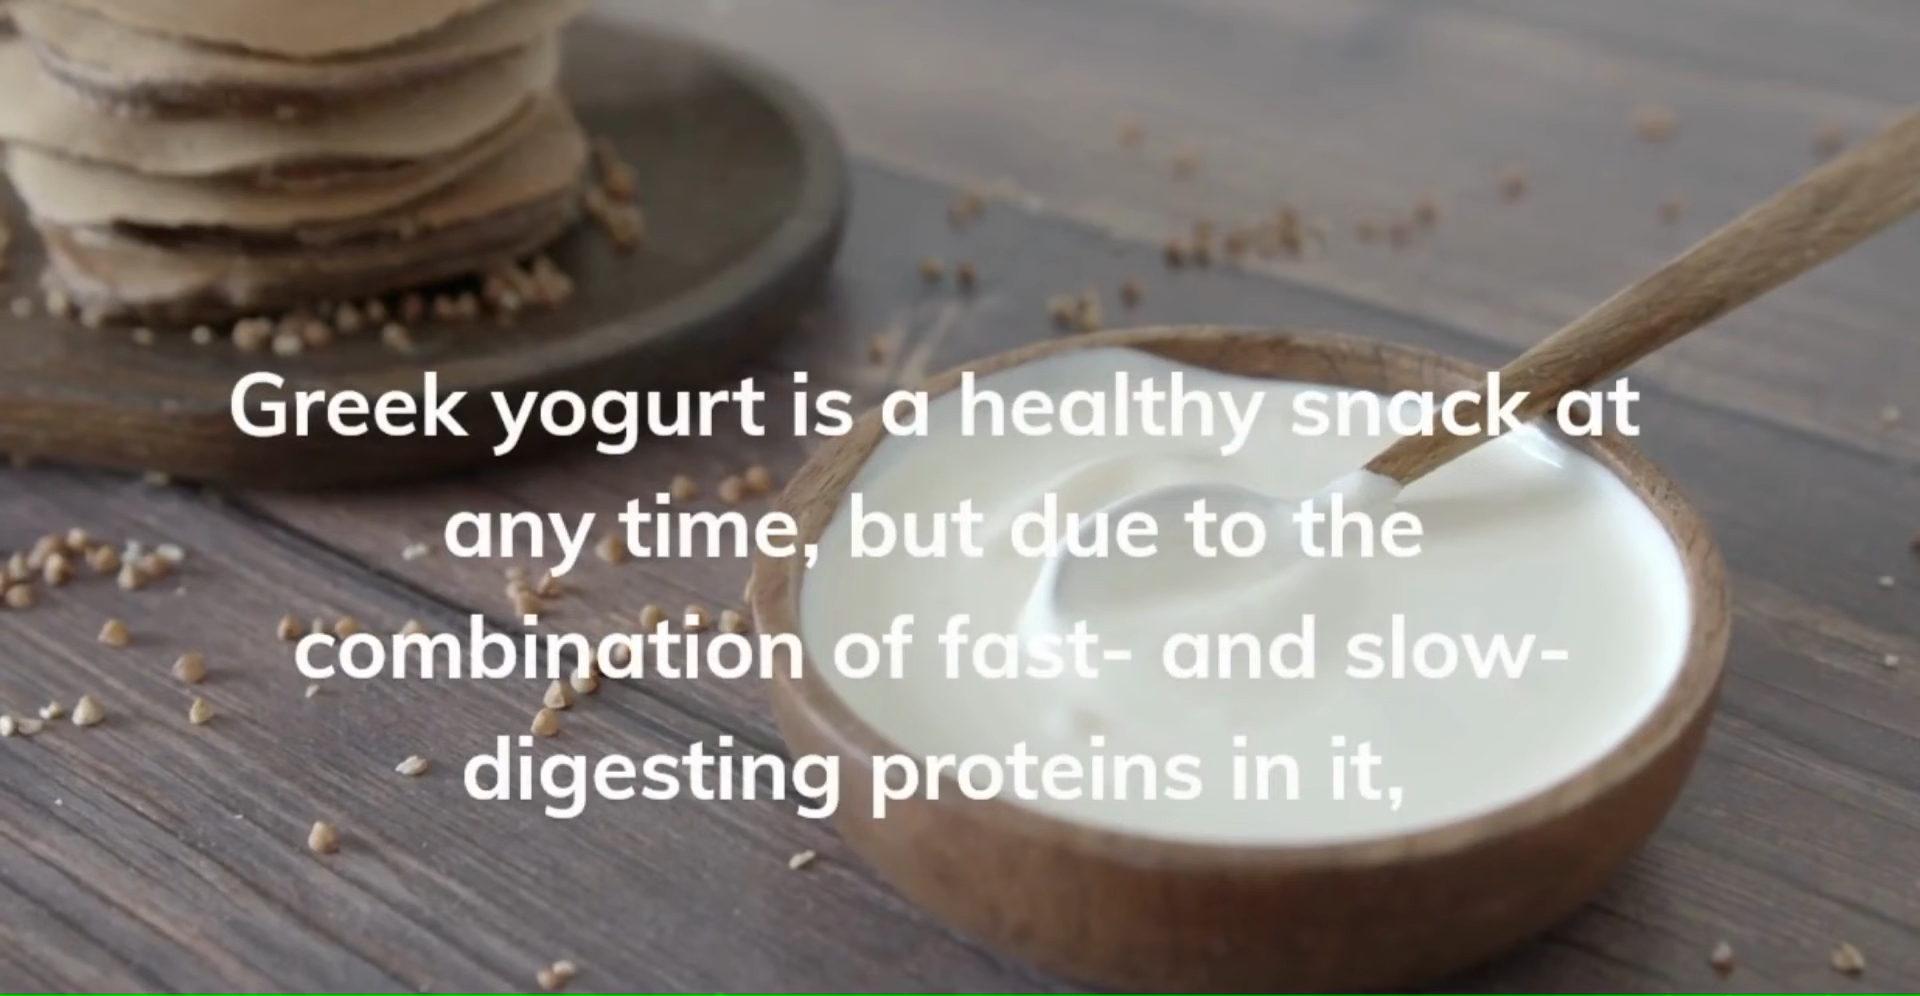 Greek yogurt is a healthy snack at
any time, but due to the
combination of fast- and slow-
digesting proteins in it,